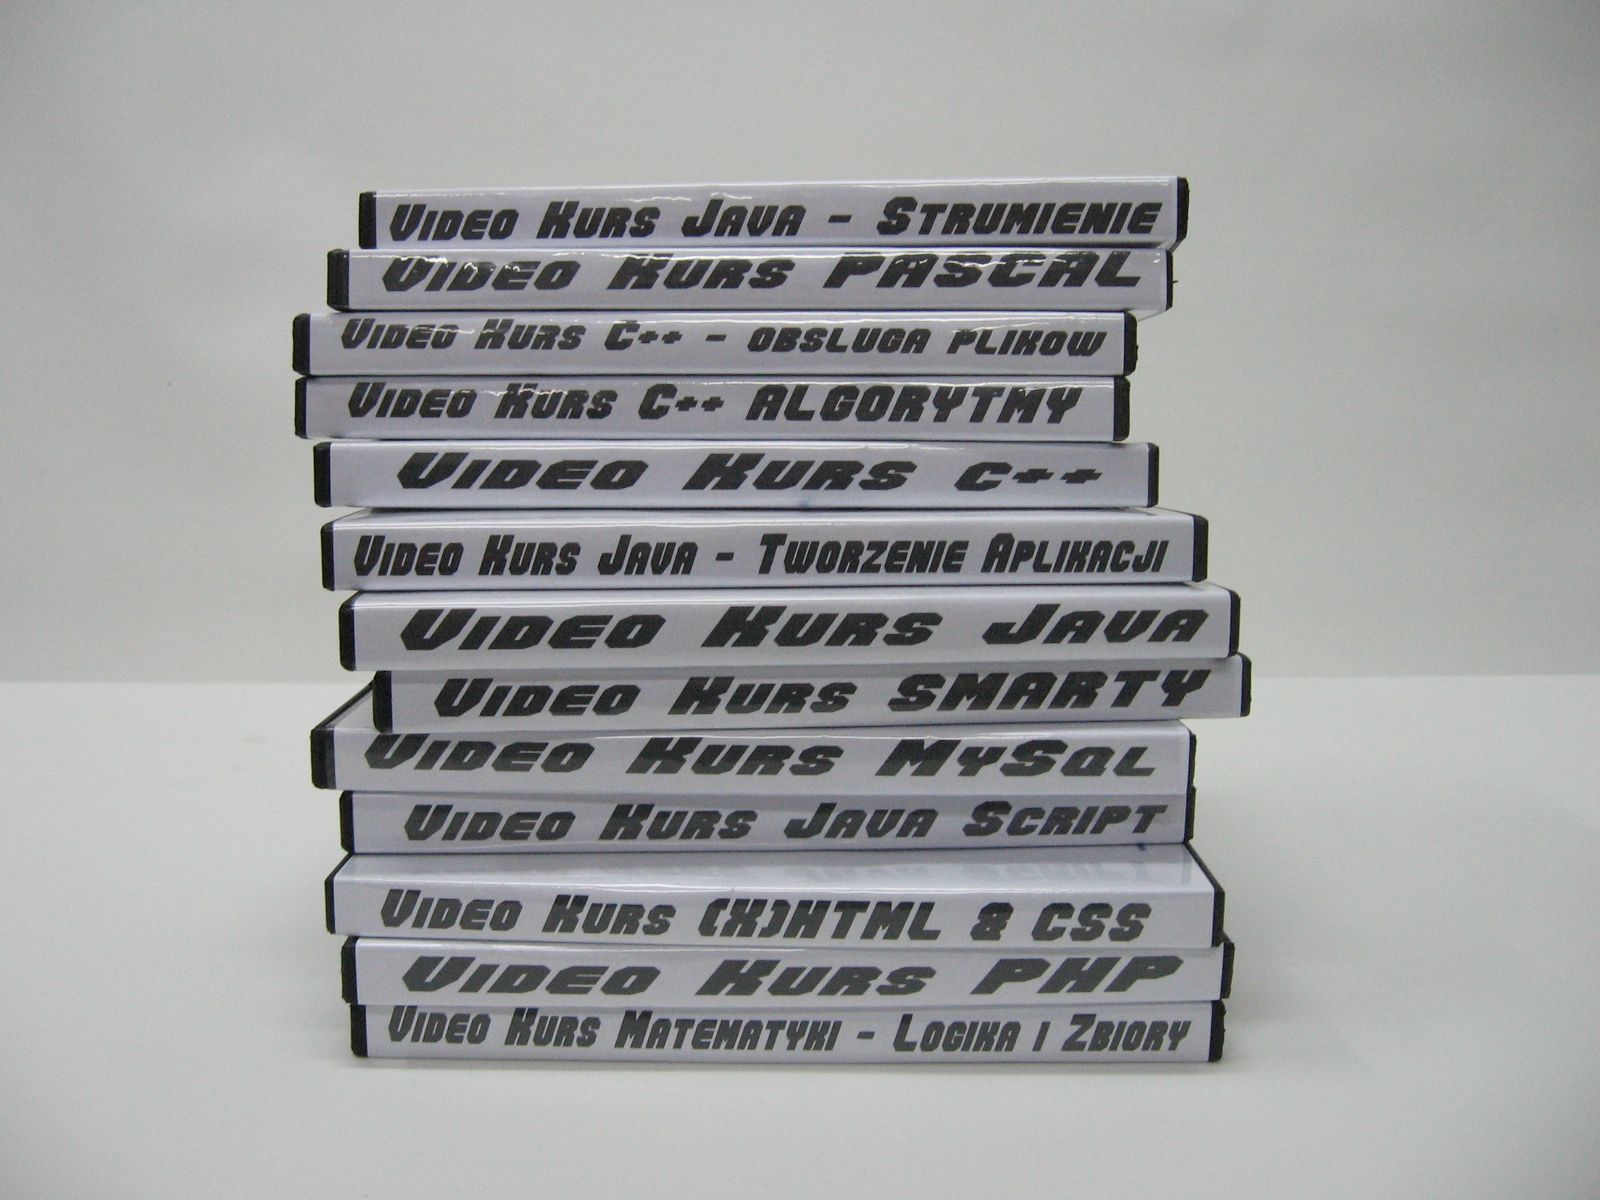 Video Kurs Java - Strumienie
Video Kurs PASCAL
Video Kurs C++ - obsluga plikow
Video Kurs C++ ALGORYTMY
Video Kurs c++
Video Kurs Java - Tworzenie Aplikacji
Video Kurs Java
Video Kurs SMARTY
Video Kurs MySql
Video Kurs Java Script
Video Kurs (X)HTML & CSS
Video Kurs PHP
Video Kurs Matematyki - Logika i Zbiory